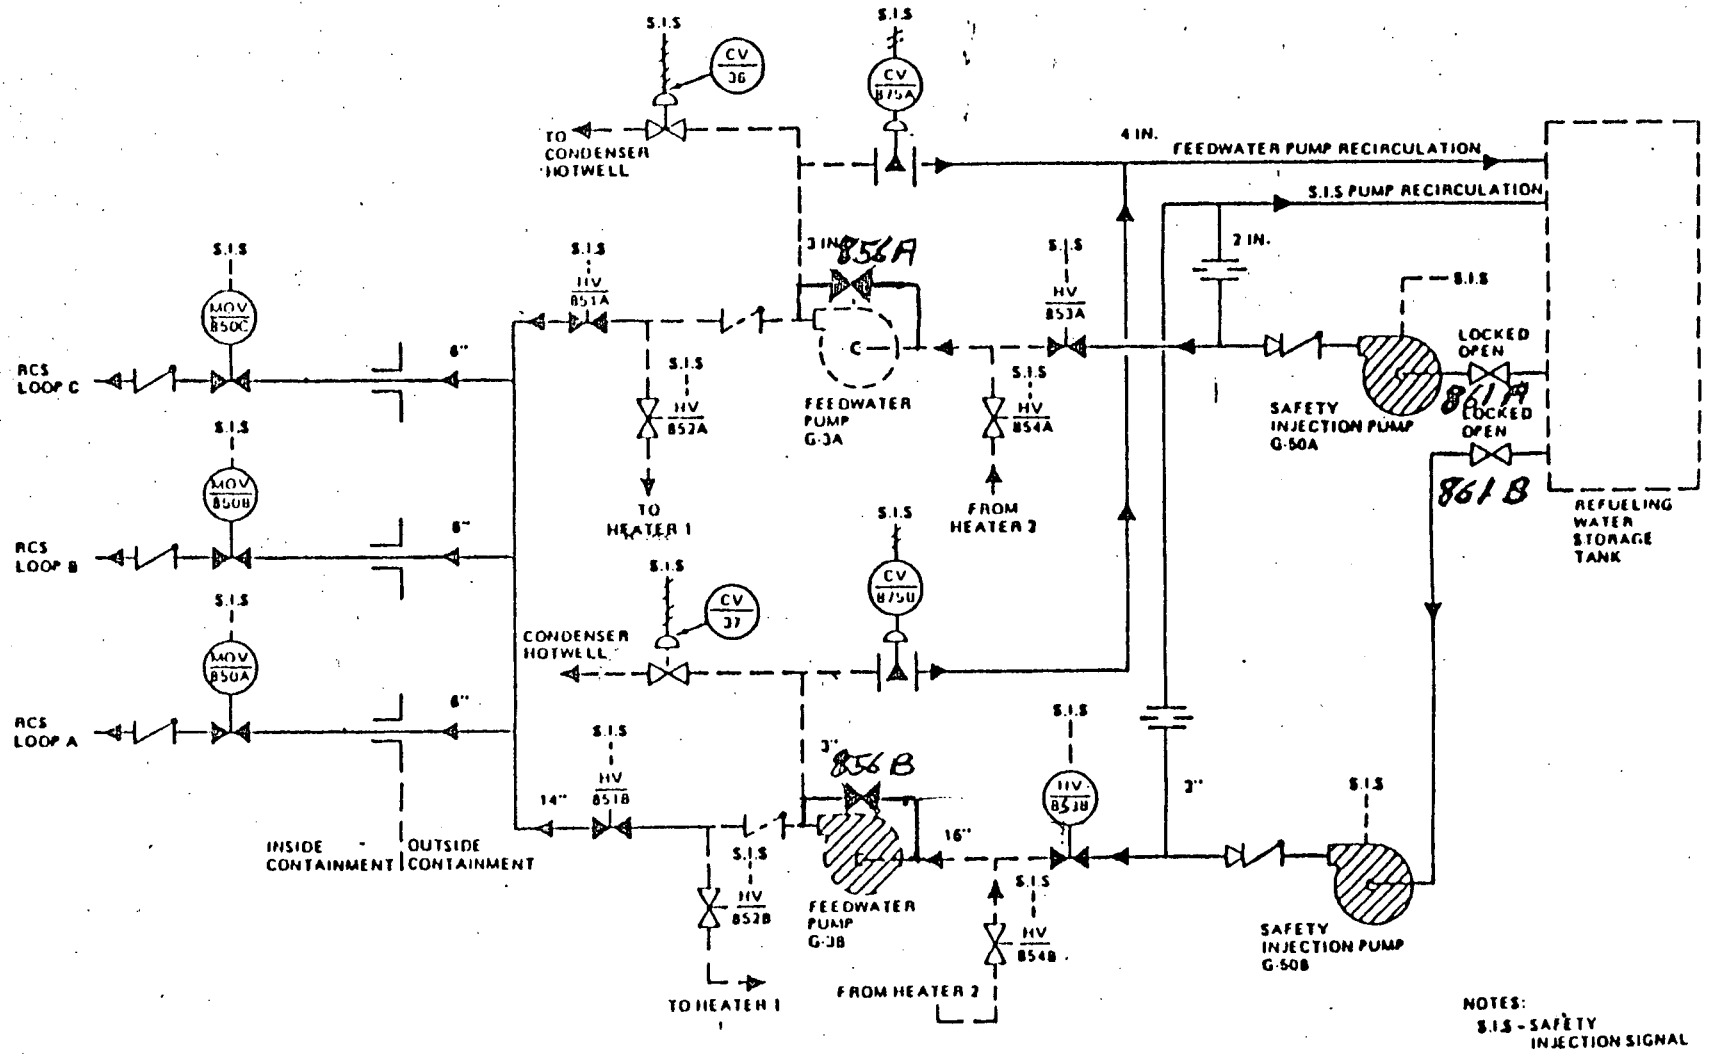 S.I.S
S.I.S
CV
36
CV
875A
TO
CONDENSER
HOTWELL
4 IN.
FEEDWATER PUMP RECIRCULATION
S.I.S PUMP RECIRCULATION
S.I.S
MOV
850C
S.I.S
HV
851A
3 IN.
856A
S.I.S
HV
853A
2 IN.
S.I.S
LOCKED
OPEN
861A
RCS
LOOP C
6"
S.I.S
HV
852A
C
FEEDWATER
PUMP
G-3A
S.I.S
HV
854A
SAFETY
INJECTION PUMP
G-50A
LOCKED
OPEN
861B
REFUELING
WATER
STORAGE
TANK
S.I.S
MOV
850B
TO
HEATER 1
FROM
HEATER 2
RCS
LOOP B
6"
S.I.S
S.I.S
CV
37
CV
875B
CONDENSER
HOTWELL
S.I.S
MOV
850A
RCS
LOOP A
6"
S.I.S
HV
851B
14"
3"
856B
S.I.S
HV
853B
2"
S.I.S
INSIDE
CONTAINMENT
OUTSIDE
CONTAINMENT
S.I.S
HV
852B
16"
FEEDWATER
PUMP
G-3B
S.I.S
HV
854B
SAFETY
INJECTION PUMP
G-50B
TO HEATER 1
FROM HEATER 2
NOTES:
S.I.S - SAFETY
INJECTION SIGNAL